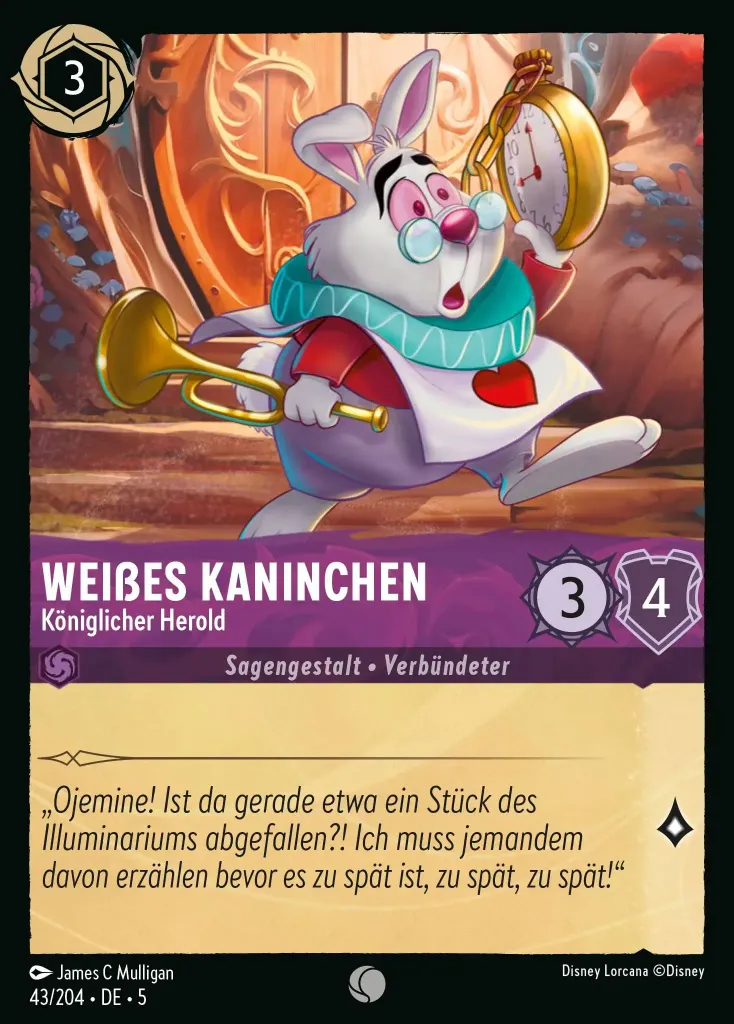 3
WEIẞES KANINCHEN
Königlicher Herold
3
4
Sagengestalt • Verbündeter
„Ojemine! Ist da gerade etwa ein Stück des
Illuminariums abgefallen?! Ich muss jemandem
davon erzählen bevor es zu spät ist, zu spät, zu spät!“
James C Mulligan
Disney Lorcana ©Disney
43/204 • DE • 5